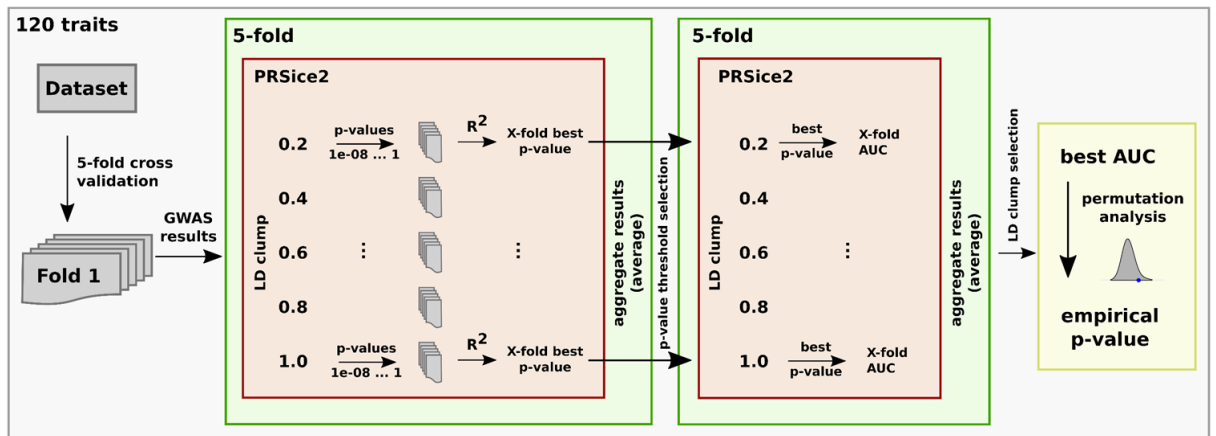 120 traits
Dataset
5-fold cross
validation
Fold 1
GWAS
results
5-fold
PRSice2
LD clump
0.2
p-values
1e-08 ... 1
R²
X-fold best
p-value
0.4
0.6
...
...
0.8
1.0
p-values
1e-08 ... 1
R²
X-fold best
p-value
aggregate results
(average)
p-value threshold selection
5-fold
PRSice2
LD clump
0.2
best
p-value
X-fold
AUC
0.4
0.6
...
0.8
1.0
best
p-value
X-fold
AUC
aggregate results
(average)
LD clump selection
best AUC
permutation
analysis
empirical
p-value